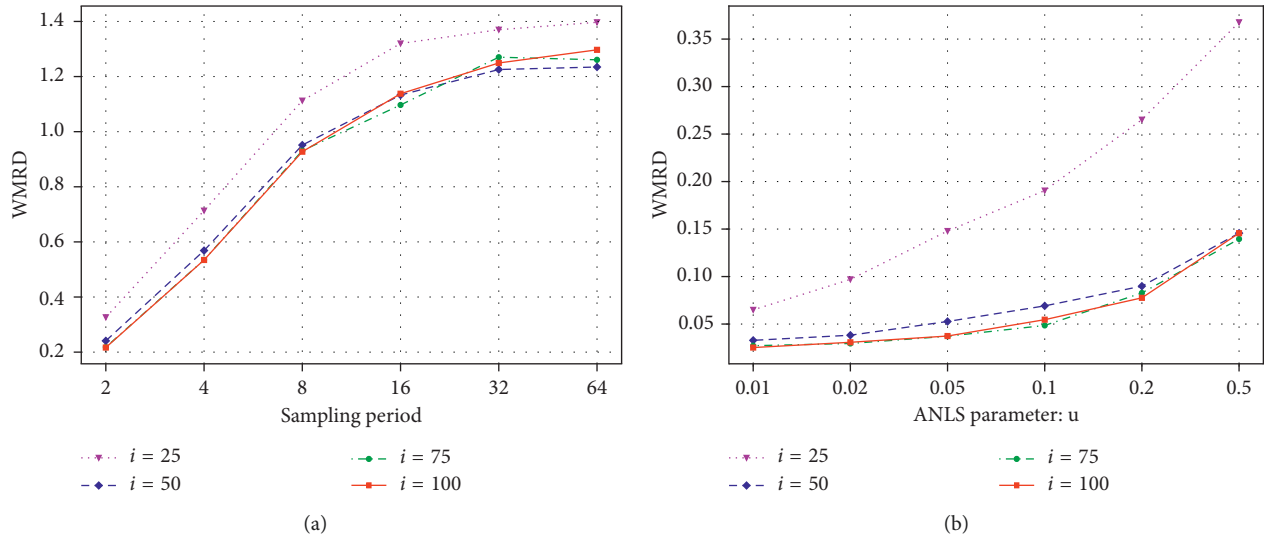 WMRD
1.4
1.2
1.0
0.8
0.6
0.4
0.2
2 4 8 16 32 64
Sampling period
i = 25
i = 75
i = 50
i = 100
(a)
WMRD
0.35
0.30
0.25
0.20
0.15
0.10
0.05
0.01 0.02 0.05 0.1 0.2 0.5
ANLS parameter: u
i = 25
i = 75
i = 50
i = 100
(b)